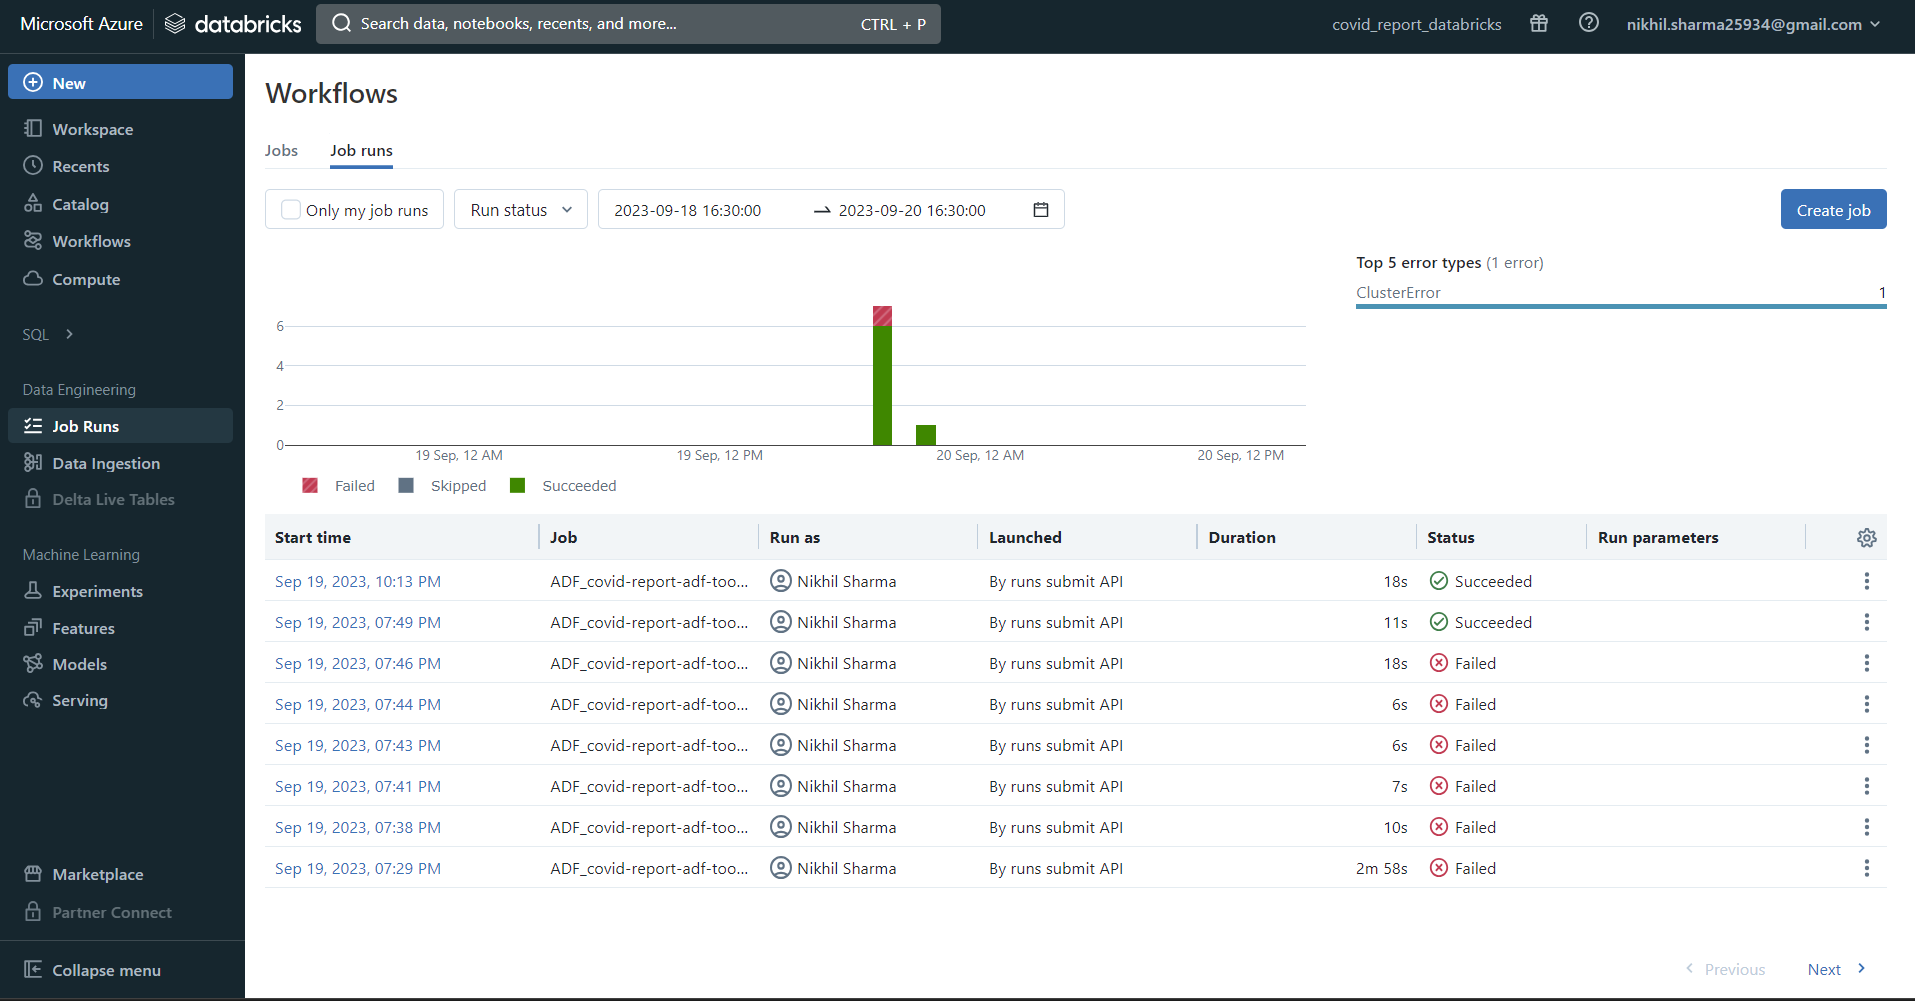 Microsoft Azure databricks Search data, notebooks, recents, and more... CTRL + P covid_report_databricks nikhil.sharma25934@gmail.com
New
Workspace
Recents
Catalog
Workflows
Compute
SQL
Data Engineering
Job Runs
Data Ingestion
Delta Live Tables
Machine Learning
Experiments
Features
Models
Serving
Marketplace
Partner Connect
Collapse menu
Workflows
Jobs Job runs
Only my job runs Run status 2023-09-18 16:30:00 → 2023-09-20 16:30:00 Create job
6
4
2
0
19 Sep, 12 AM 19 Sep, 12 PM 20 Sep, 12 AM 20 Sep, 12 PM
Failed Skipped Succeeded
Top 5 error types (1 error)
ClusterError 1
Start time Job Run as Launched Duration Status Run parameters
Sep 19, 2023, 10:13 PM ADF_covid-report-adf-too... Nikhil Sharma By runs submit API 18s Succeeded
Sep 19, 2023, 07:49 PM ADF_covid-report-adf-too... Nikhil Sharma By runs submit API 11s Succeeded
Sep 19, 2023, 07:46 PM ADF_covid-report-adf-too... Nikhil Sharma By runs submit API 18s Failed
Sep 19, 2023, 07:44 PM ADF_covid-report-adf-too... Nikhil Sharma By runs submit API 6s Failed
Sep 19, 2023, 07:43 PM ADF_covid-report-adf-too... Nikhil Sharma By runs submit API 6s Failed
Sep 19, 2023, 07:41 PM ADF_covid-report-adf-too... Nikhil Sharma By runs submit API 7s Failed
Sep 19, 2023, 07:38 PM ADF_covid-report-adf-too... Nikhil Sharma By runs submit API 10s Failed
Sep 19, 2023, 07:29 PM ADF_covid-report-adf-too... Nikhil Sharma By runs submit API 2m 58s Failed
Previous Next